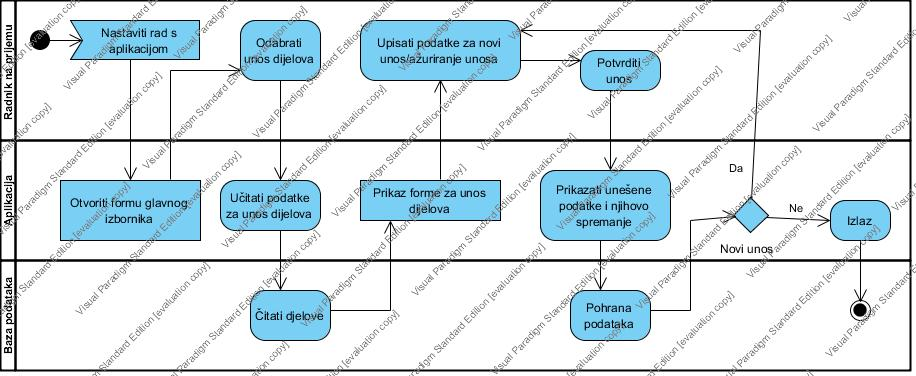 Radnik na prijemu
Nastaviti rad s
aplikacijom
Odabrati
unos dijelova
Upisati podatke za novi
unos/ažuriranje unosa
Potvrditi
unos
Aplikacija
Otvoriti formu glavnog
izbornika
Učitati podatke
za unos dijelova
Prikaz forme za unos
dijelova
Prikazati unešene
podatke i njihovo
spremanje
Da
Ne
Novi unos
Izlaz
Baza podataka
Čitati djelove
Pohrana
podataka
Visual Paradigm Standard Edition [evaluation copy]